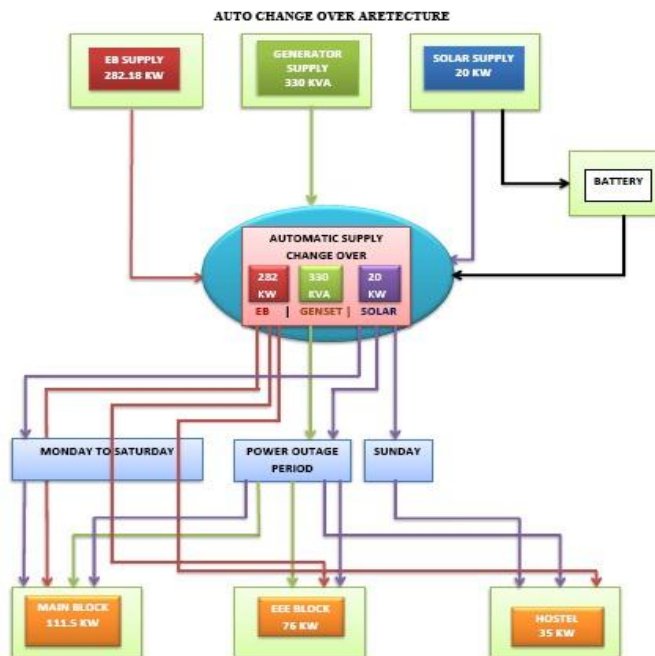 AUTO CHANGE OVER ARETECTURE
EB SUPPLY
282.18 KW
GENERATOR
SUPPLY
330 KVA
SOLAR SUPPLY
20 KW
BATTERY
AUTOMATIC SUPPLY
CHANGE OVER
282
KW
330
KVA
20
KW
EB | GENSET | SOLAR
MONDAY TO SATURDAY
POWER OUTAGE
PERIOD
SUNDAY
MAIN BLOCK
111.5 KW
EEE BLOCK
76 KW
HOSTEL
35 KW